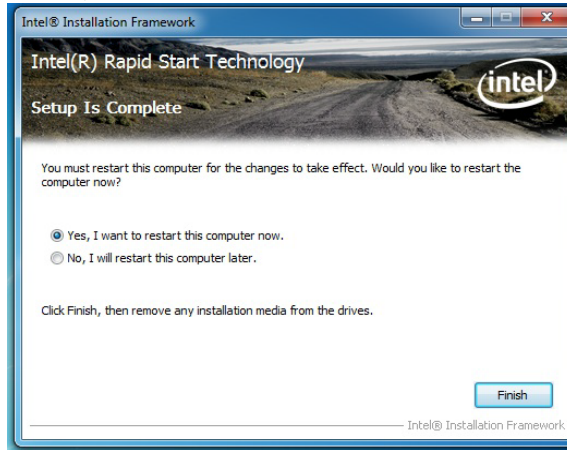 Intel® Installation Framework
Intel(R) Rapid Start Technology
(intel)
Setup Is Complete
You must restart this computer for the changes to take effect. Would you like to restart the
computer now?
Yes, I want to restart this computer now.
No, I will restart this computer later.
Click Finish, then remove any installation media from the drives.
Finish
Intel® Installation Framework